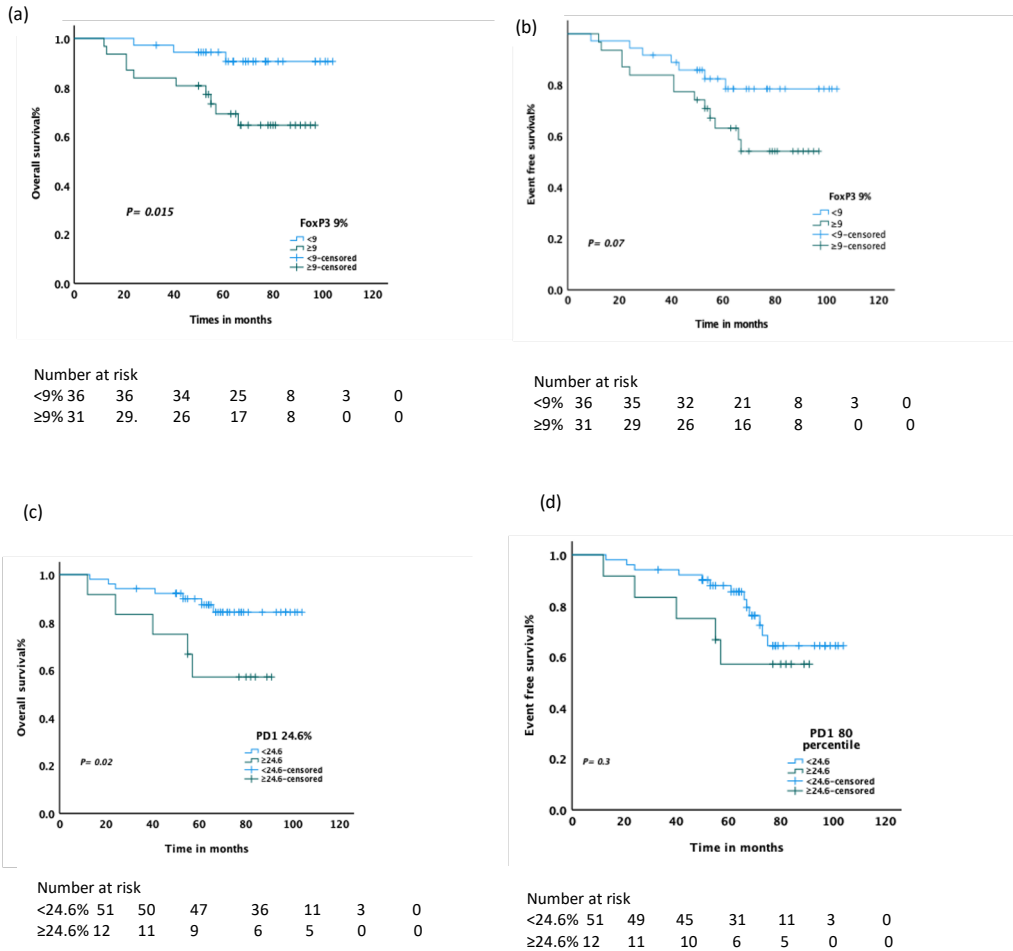 (a)
Overall survival%
1.0
0.8
0.6
0.4
0.2
0.0
P= 0.015
FoxP3 9%
<9
≥9
<9-censored
≥9-censored
0 20 40 60 80 100 120
Times in months
Number at risk
<9% 36 36 34 25 8 3 0
≥9% 31 29. 26 17 8 0 0
(b)
Event free survival%
0.8
0.6
0.4
0.2
0.0
P= 0.07
FoxP3 9%
<9
≥9
<9-censored
≥9-censored
0 20 40 60 80 100 120
Time in months
Number at risk
<9% 36 35 32 21 8 3 0
≥9% 31 29 26 16 8 0 0
(c)
Overall survival%
1.0
0.8
0.6
0.4
0.2
0.0
P= 0.02
PD1 24.6%
<24.6
≥24.6
<24.6-censored
≥24.6-censored
0 20 40 60 80 100 120
Time in months
Number at risk
<24.6% 51 50 47 36 11 3 0
≥24.6% 12 11 9 6 5 0 0
(d)
Event free survival%
1.0
0.8
0.6
0.4
0.2
0.0
P= 0.3
PD1 80
percentile
<24.6
≥24.6
<24.6-censored
≥24.6-censored
0 20 40 60 80 100 120
Time in months
Number at risk
<24.6% 51 49 45 31 11 3 0
≥24.6% 12 11 10 6 5 0 0